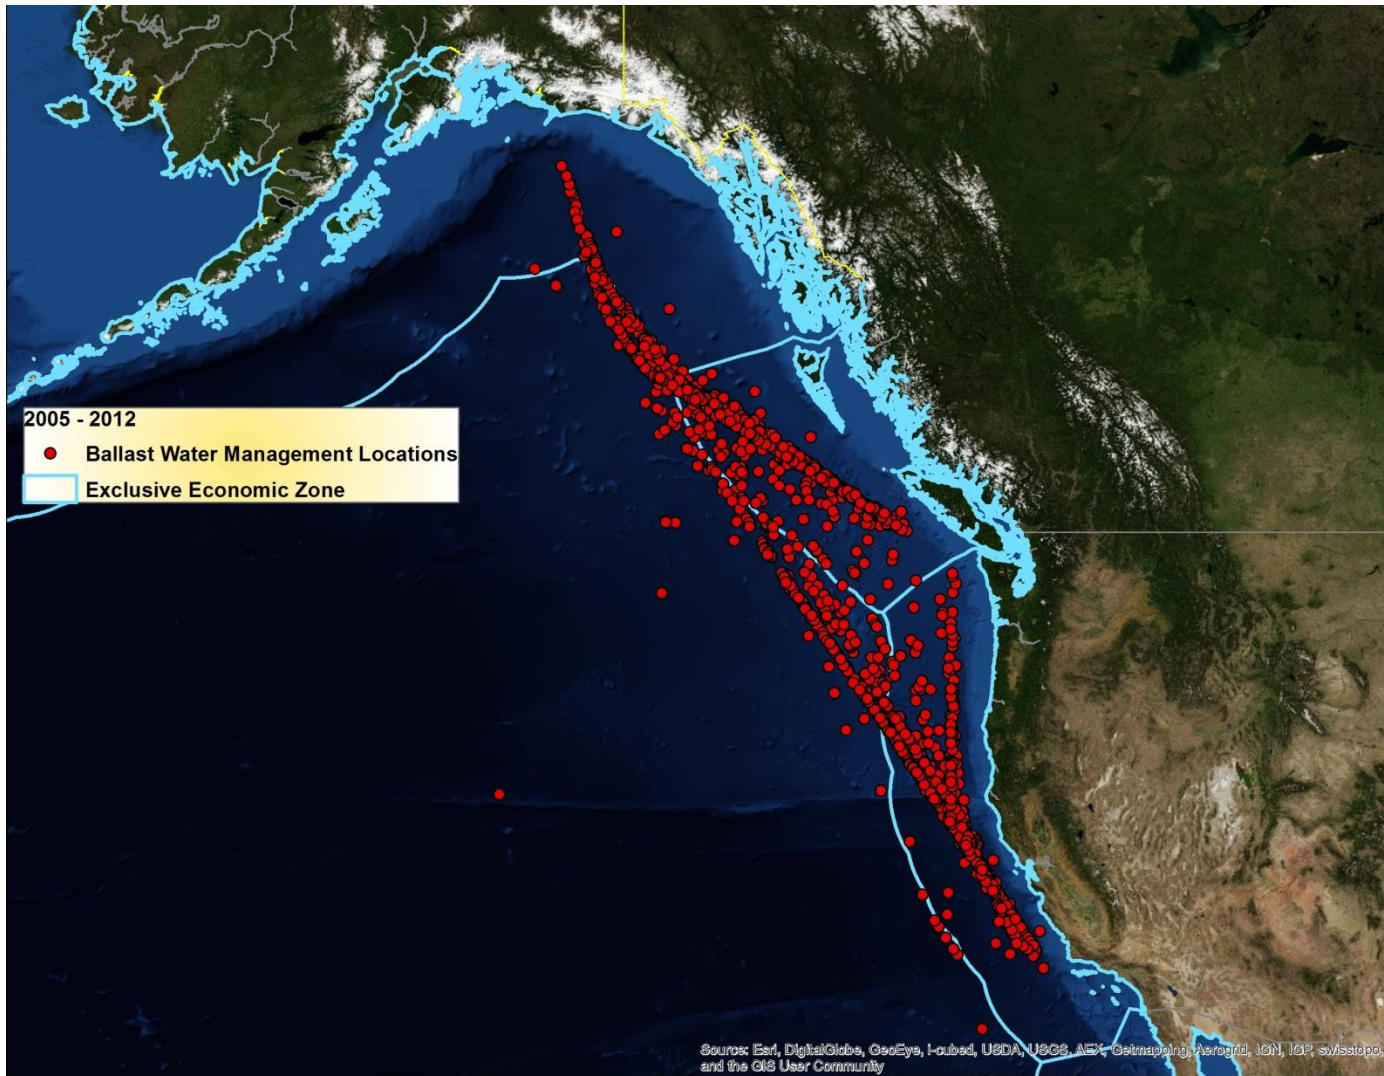 2005 - 2012
Ballast Water Management Locations
Exclusive Economic Zone
Source: Esri, DigitalGlobe, GeoEye, i-cubed, USDA, USGS, AEX, Getmapping, Aerogrid, IGN, IGP, swisstopo,
and the GIS User Community